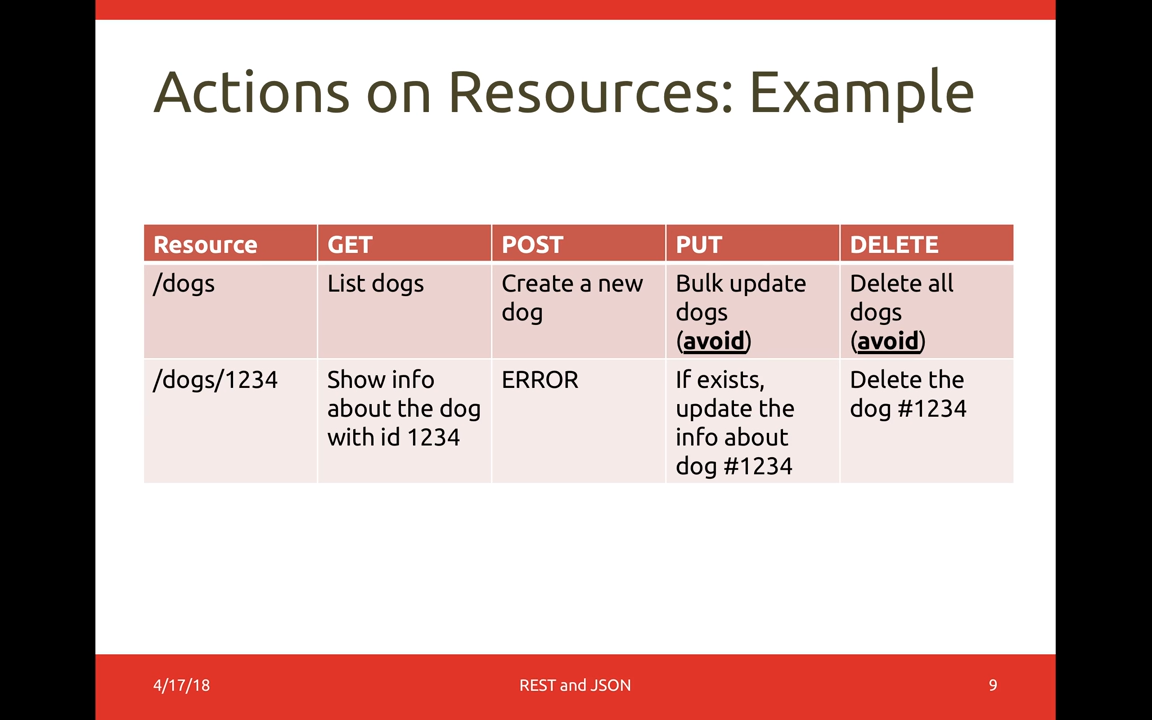 Actions on Resources: Example
Resource GET POST PUT DELETE
/dogs List dogs Create a new Bulk update Delete all
dog dogs dogs
(avoid) (avoid)
/dogs/1234 Show info ERROR If exists, Delete the
about the dog update the dog #1234
with id 1234 info about
dog #1234
4/17/18 REST and JSON 9